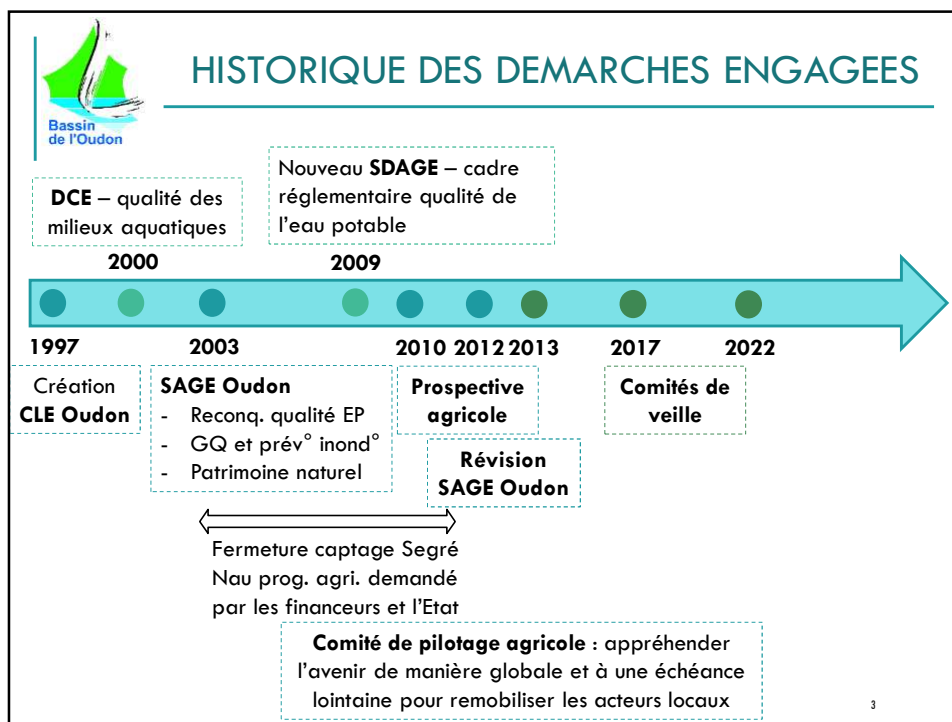 HISTORIQUE DES DEMARCHES ENGAGEES
Bassin
de l'Oudon
DCE – qualité des
milieux aquatiques
Nouveau SDAGE – cadre
réglementaire qualité de
l'eau potable
2000
2009
1997
2003
2010
2012
2013
2017
2022
Création
CLE Oudon
SAGE Oudon
- Reconq. qualité EP
- GQ et prév° inond°
- Patrimoine naturel
Prospective
agricole
Révision
SAGE Oudon
Comités de
veille
Fermeture captage Segré
Nau prog. agri. demandé
par les financeurs et l'Etat
Comité de pilotage agricole : appréhender
l'avenir de manière globale et à une échéance
lointaine pour remobiliser les acteurs locaux
3